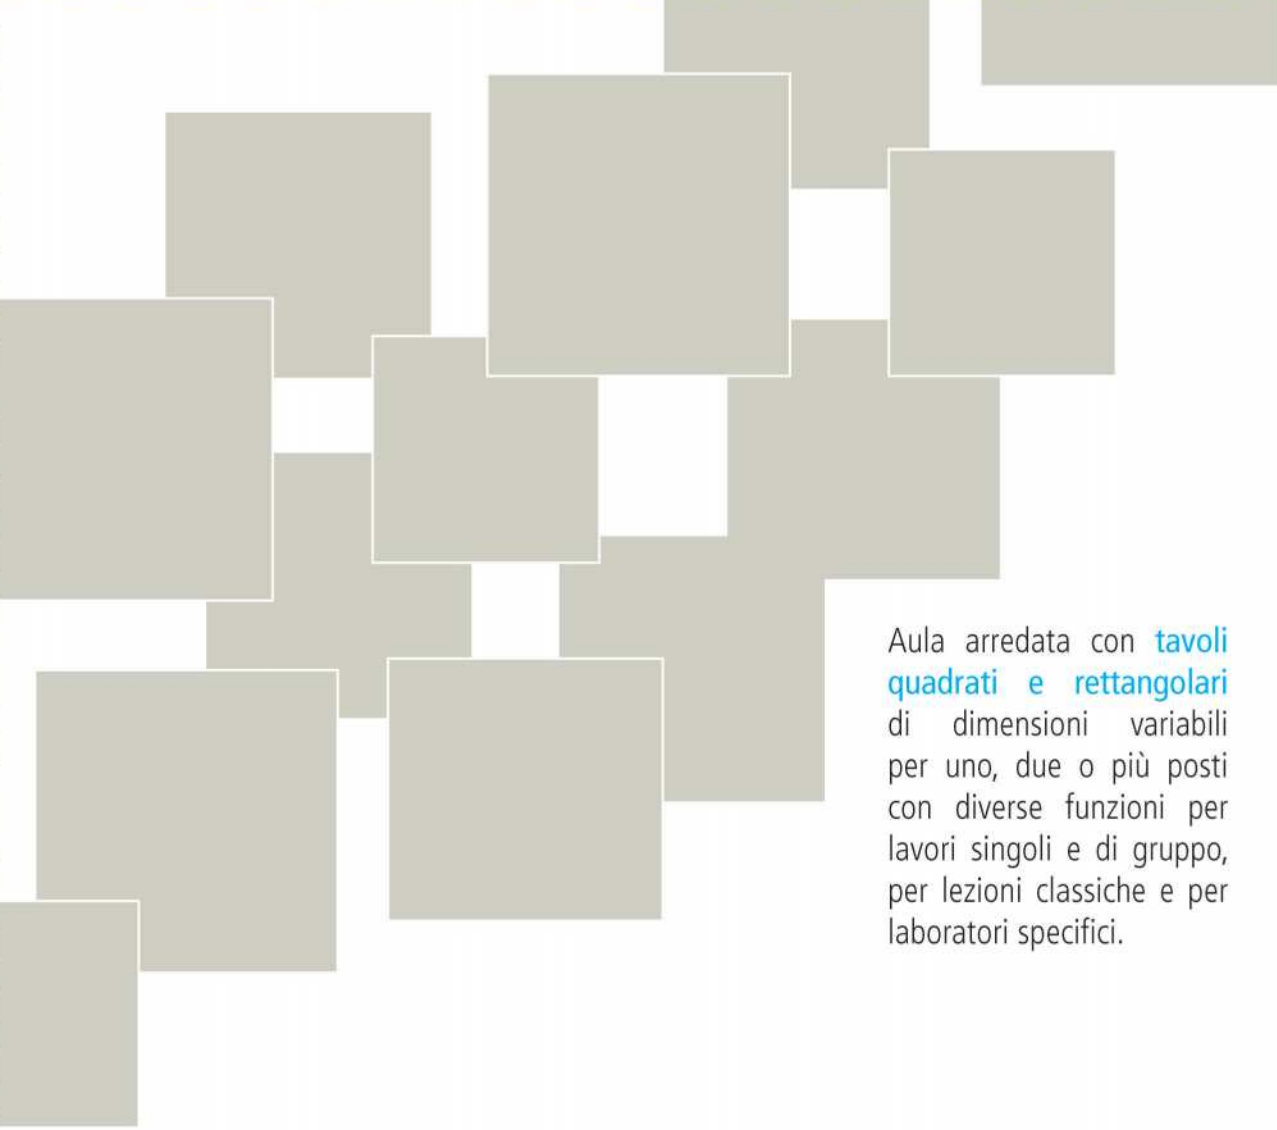 Aula arredata con tavoli
quadrati e rettangolari
di dimensioni variabili
per uno, due o più posti
con diverse funzioni per
lavori singoli e di gruppo,
per lezioni classiche e per
laboratori specifici.